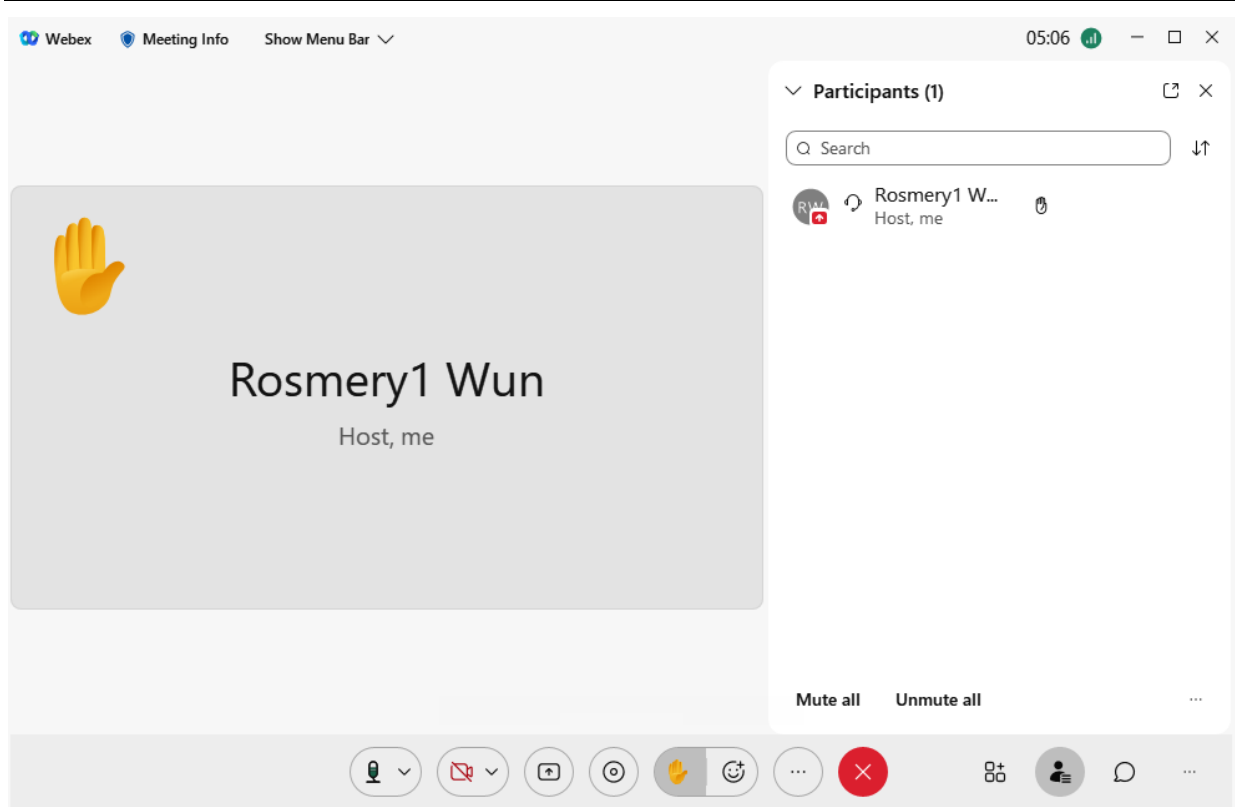 Webex Meeting Info Show Menu Bar 05:06
Participants (1)
Search
RW Rosmery1 W...
Host, me
Rosmery1 Wun
Host, me
Mute all Unmute all